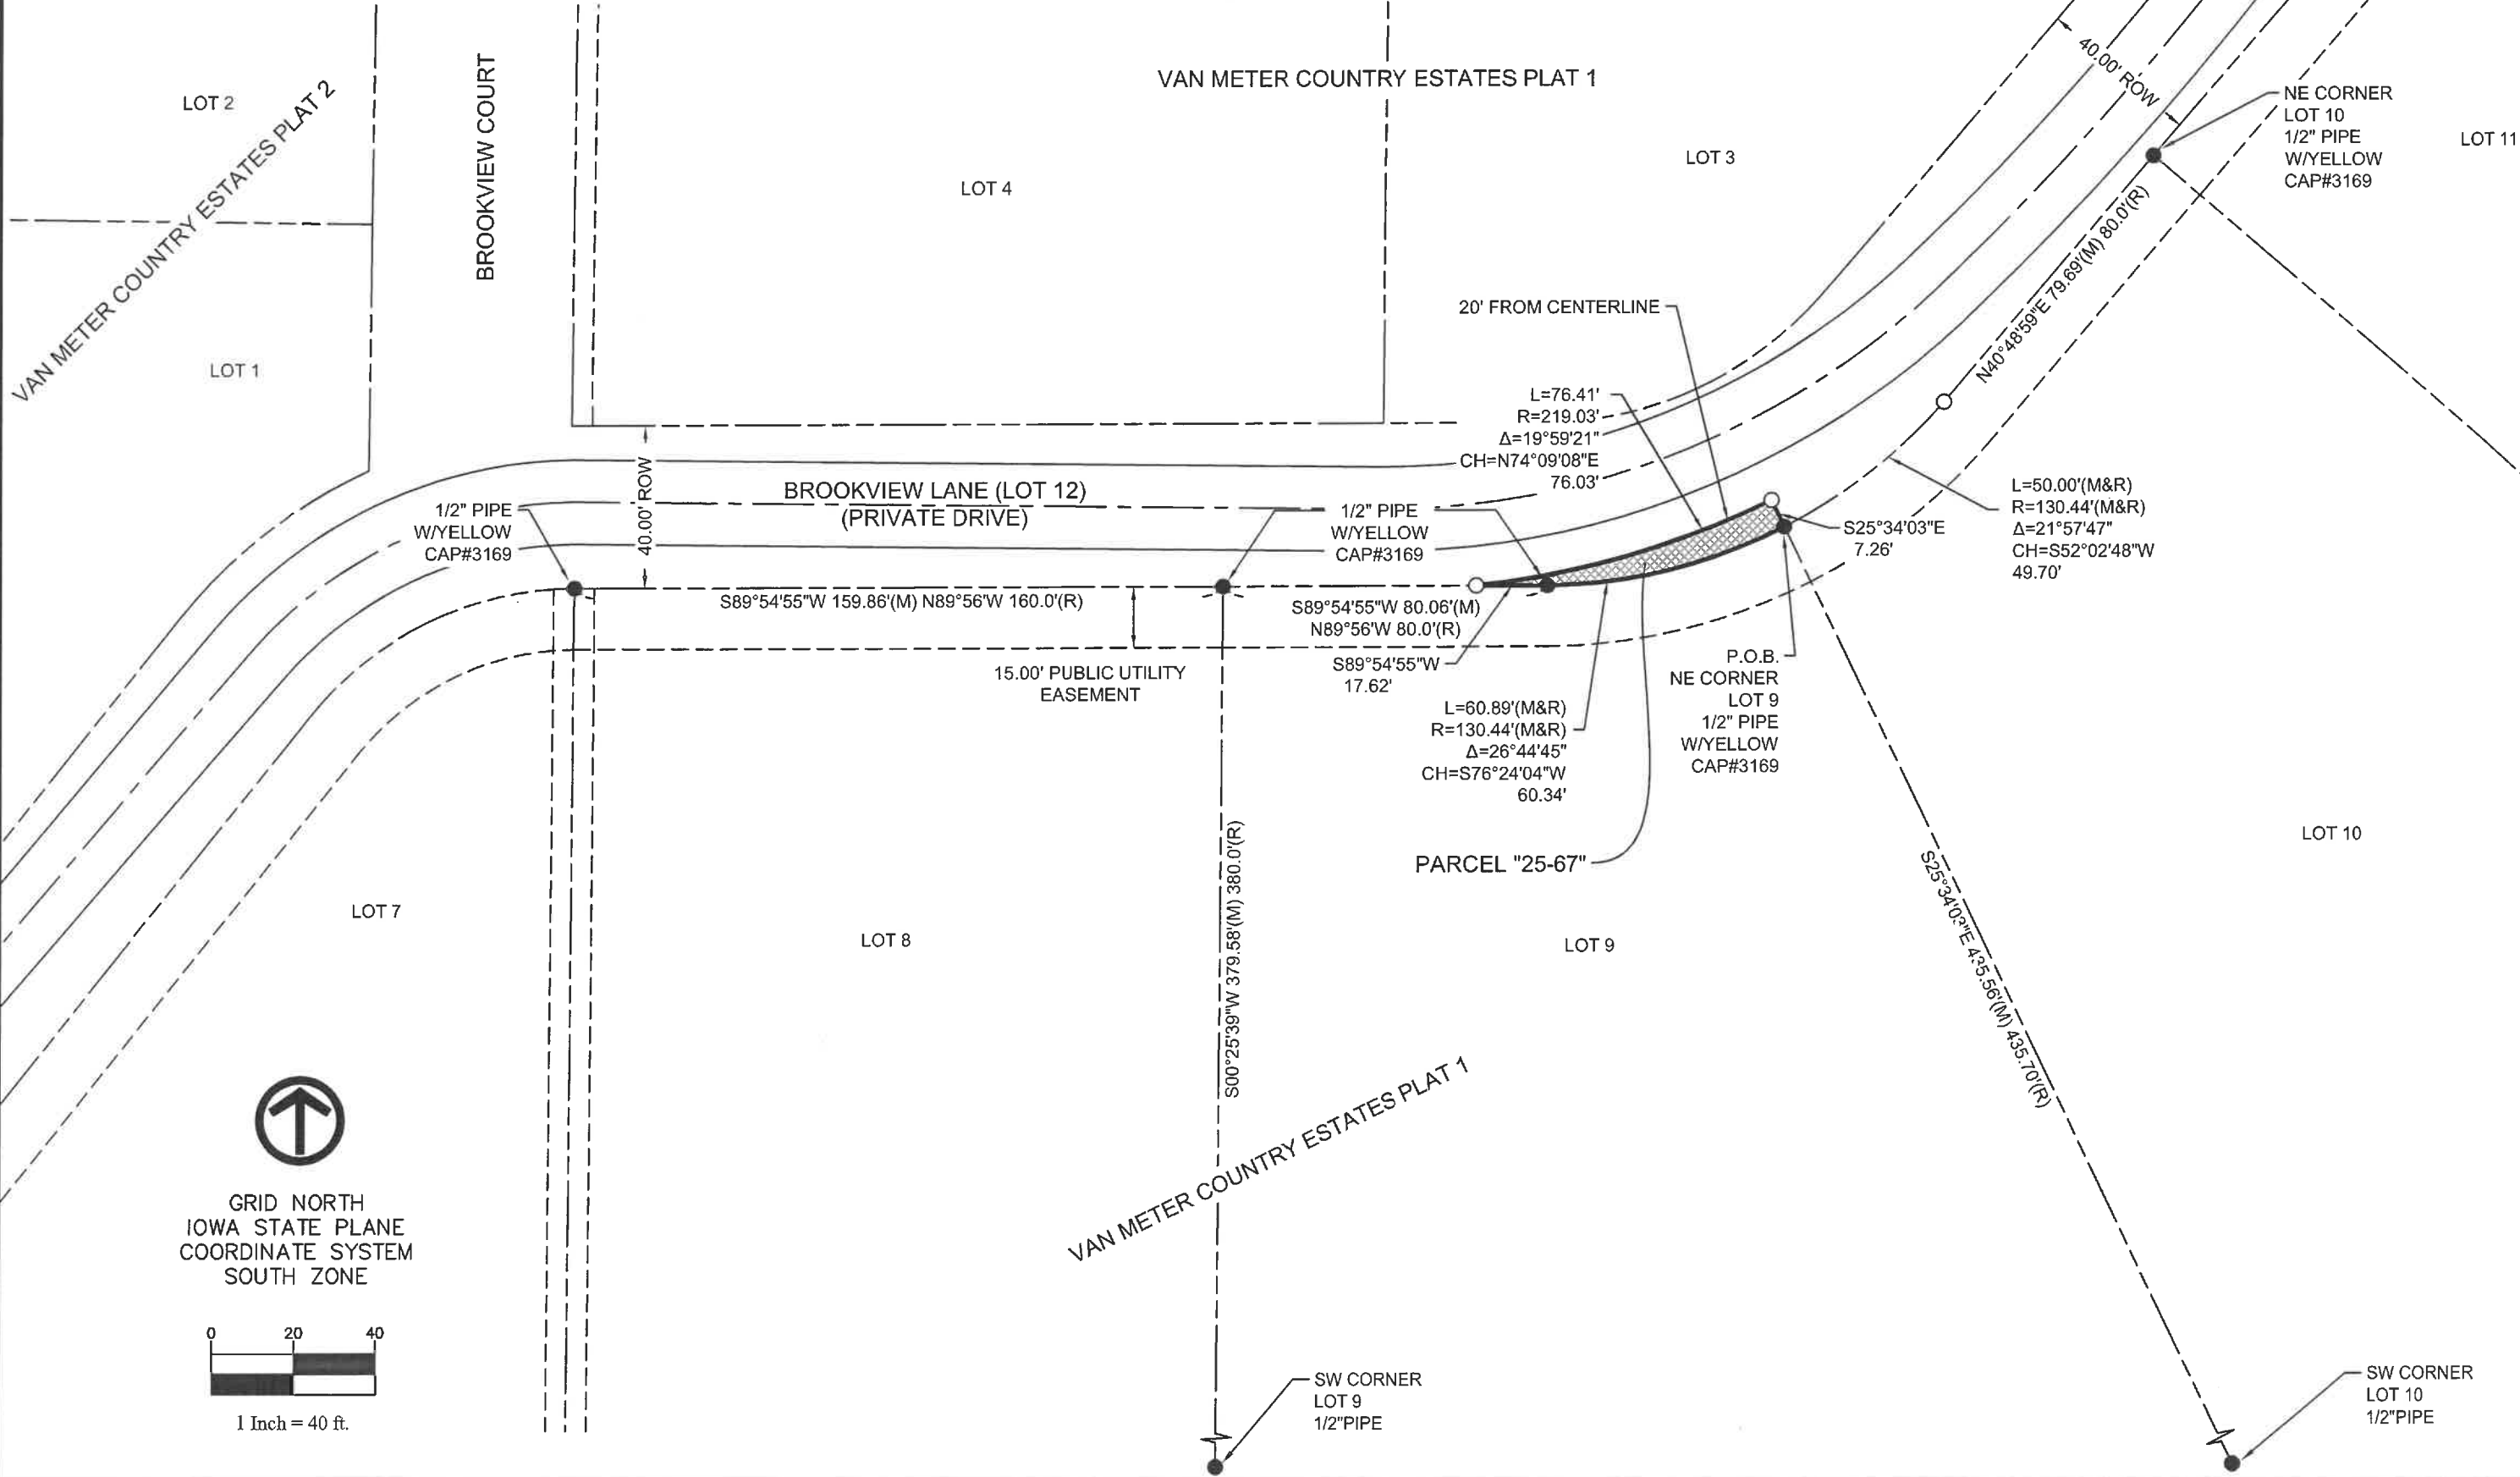 VAN METER COUNTRY ESTATES PLAT 1
40.00' ROW
NE CORNER
LOT 10
1/2" PIPE
W/YELLOW
CAP#3169
LOT 11
LOT 2
VAN METER COUNTRY ESTATES PLAT 2
BROOKVIEW COURT
LOT 4
LOT 3
LOT 1
20' FROM CENTERLINE
N40°48'59"E 79.69'(M) 80.0'(R)
L=76.41'
R=219.03'
Δ=19°59'21"
CH=N74°09'08"E
76.03'
40.00' ROW
BROOKVIEW LANE (LOT 12)
(PRIVATE DRIVE)
1/2" PIPE
W/YELLOW
CAP#3169
1/2" PIPE
W/YELLOW
CAP#3169
S25°34'03"E
7.26'
L=50.00'(M&R)
R=130.44'(M&R)
Δ=21°57'47"
CH=S52°02'48"W
49.70'
S89°54'55"W 159.86'(M) N89°56'W 160.0'(R)
S89°54'55"W 80.06'(M)
N89°56'W 80.0'(R)
15.00' PUBLIC UTILITY
EASEMENT
S89°54'55"W
17.62'
P.O.B.
NE CORNER
LOT 9
1/2" PIPE
W/YELLOW
CAP#3169
L=60.89'(M&R)
R=130.44'(M&R)
Δ=26°44'45"
CH=S76°24'04"W
60.34'
PARCEL "25-67"
LOT 10
S00°25'39"W 379.58'(M) 380.0'(R)
S25°34'03"E 435.56'(M) 435.70'(R)
LOT 7
LOT 8
LOT 9
VAN METER COUNTRY ESTATES PLAT 1
GRID NORTH
IOWA STATE PLANE
COORDINATE SYSTEM
SOUTH ZONE
0 20 40
1 Inch = 40 ft.
SW CORNER
LOT 9
1/2"PIPE
SW CORNER
LOT 10
1/2"PIPE